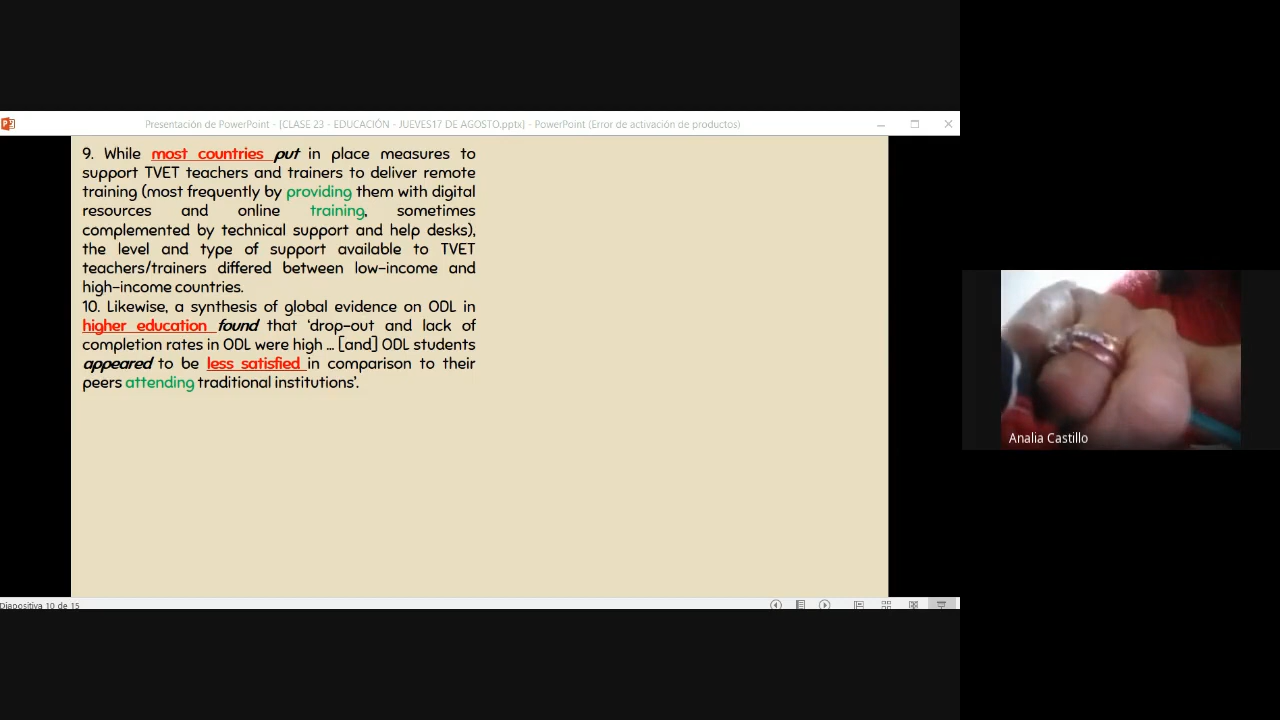 Presentación de PowerPoint - [CLASE 23 - EDUCACIÓN - JUEVES17 DE AGOSTO.pptx] - PowerPoint (Error de activación de productos)
9. While most countries put in place measures to
support TVET teachers and trainers to deliver remote
training (most frequently by providing them with digital
resources and online training, sometimes
complemented by technical support and help desks),
the level and type of support available to TVET
teachers/trainers differed between low-income and
high-income countries.
10. Likewise, a synthesis of global evidence on ODL in
higher education found that ‘drop-out and lack of
completion rates in ODL were high ... [and] ODL students
appeared to be less satisfied in comparison to their
peers attending traditional institutions’.
Analia Castillo
Diapositiva 10 de 15